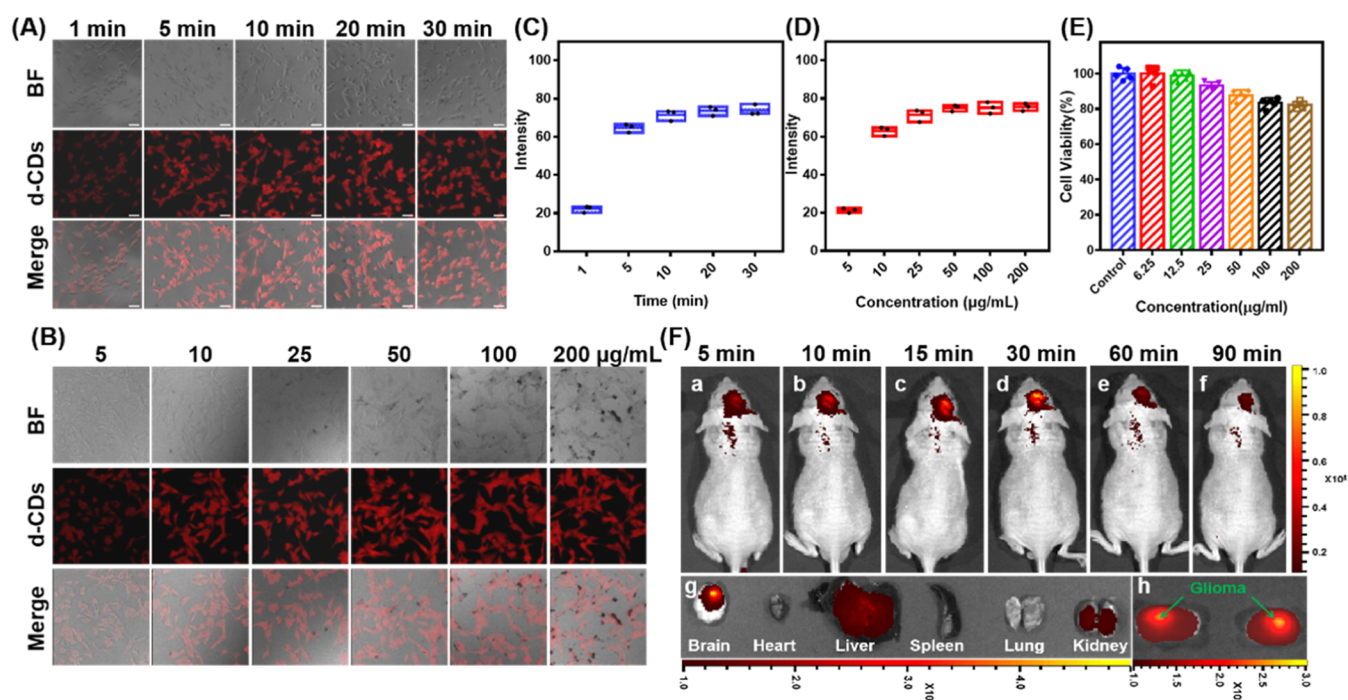 (A)
1 min 5 min 10 min 20 min 30 min
BF
d-CDs
Merge
(B)
5 10 25 50 100 200 µg/mL
BF
d-CDs
Merge
(C)
Intensity
100
80
60
40
20
0
1 5 10 20 30
Time (min)
(D)
Intensity
100
80
60
40
20
0
5 10 25 50 100 200
Concentration (µg/mL)
(E)
Cell Viability(%)
100
80
60
40
20
0
Control 6.25 12.5 25 50 100 200
Concentration(µg/ml)
(F)
5 min 10 min 15 min 30 min 60 min 90 min
a b c d e f
1.0
0.8
0.6
0.4
0.2
g
Brain Heart Liver Spleen Lung Kidney
1.0 2.0 4.0
h
Glioma
1.0 1.5 2.0 2.5 3.0